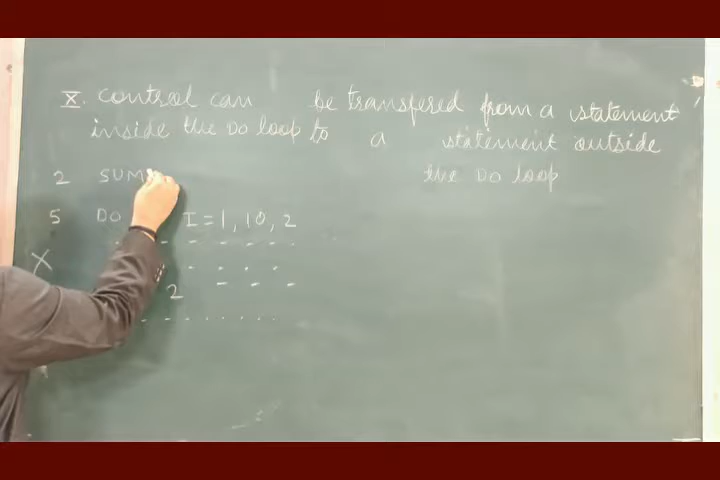 X. control can be transfered from a statement
inside the DO loop to a statement outside
the DO loop
2 SUM
5 DO I = 1, 10, 2
X
2